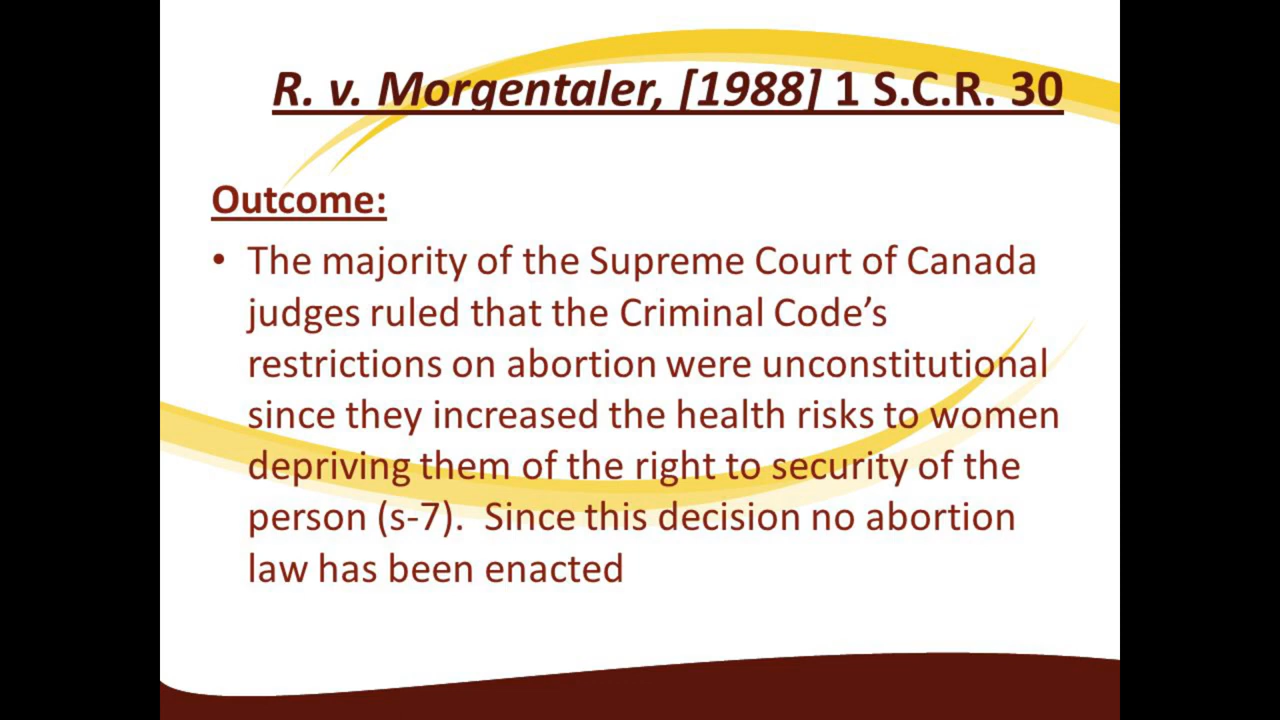 R. v. Morgentaler, [1988] 1 S.C.R. 30
Outcome:
• The majority of the Supreme Court of Canada
judges ruled that the Criminal Code’s
restrictions on abortion were unconstitutional
since they increased the health risks to women
depriving them of the right to security of the
person (s-7).  Since this decision no abortion
law has been enacted